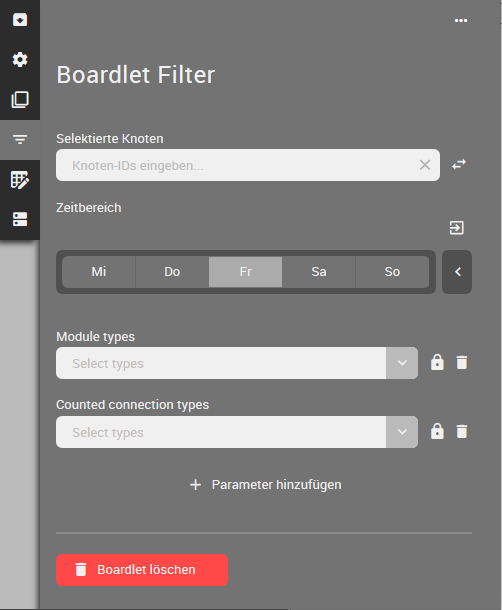 Boardlet Filter
Selektierte Knoten
Knoten-IDs eingeben...
Zeitbereich
Mi Do Fr Sa So
Module types
Select types
Counted connection types
Select types
Parameter hinzufügen
Boardlet löschen